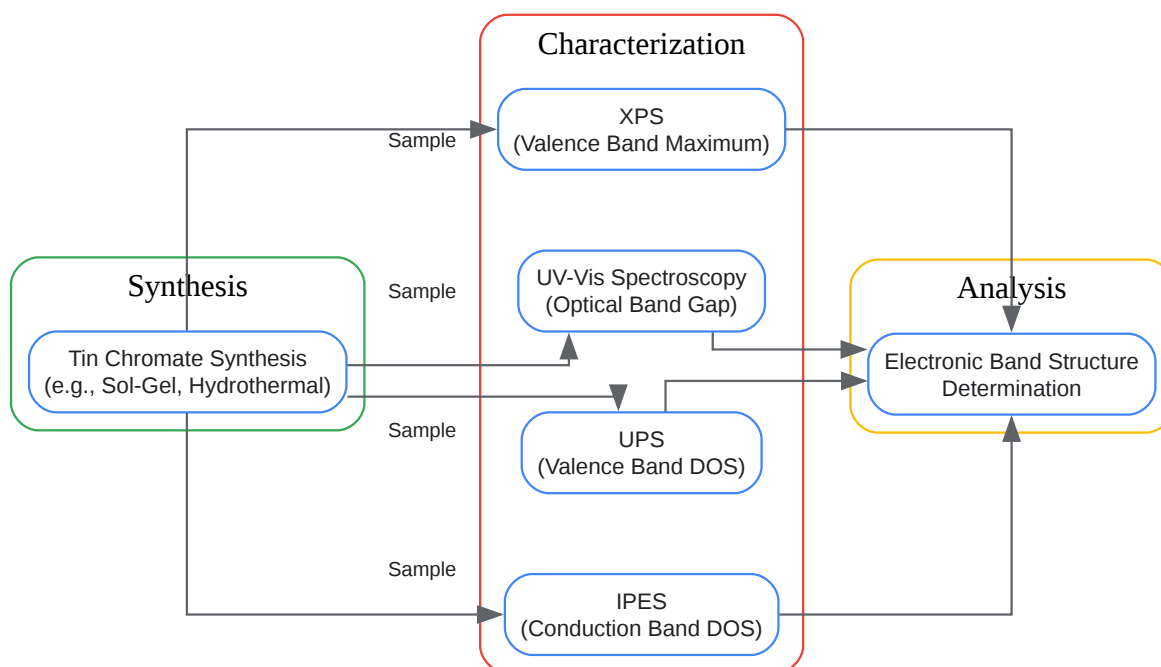 Characterization
XPS
(Valence Band Maximum)
Sample
Synthesis
Tin Chromate Synthesis
(e.g., Sol-Gel, Hydrothermal)
Sample
UV-Vis Spectroscopy
(Optical Band Gap)
Analysis
Electronic Band Structure
Determination
Sample
UPS
(Valence Band DOS)
Sample
IPES
(Conduction Band DOS)